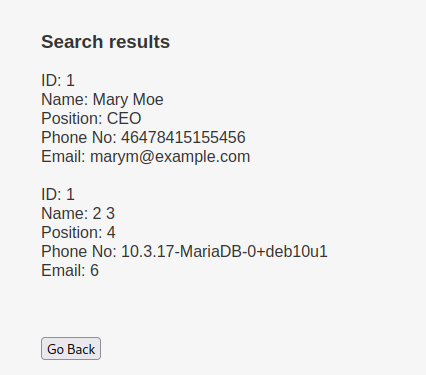 Search results
ID: 1
Name: Mary Moe
Position: CEO
Phone No: 46478415155456
Email: marym@example.com
ID: 1
Name: 2 3
Position: 4
Phone No: 10.3.17-MariaDB-0+deb10u1
Email: 6
Go Back